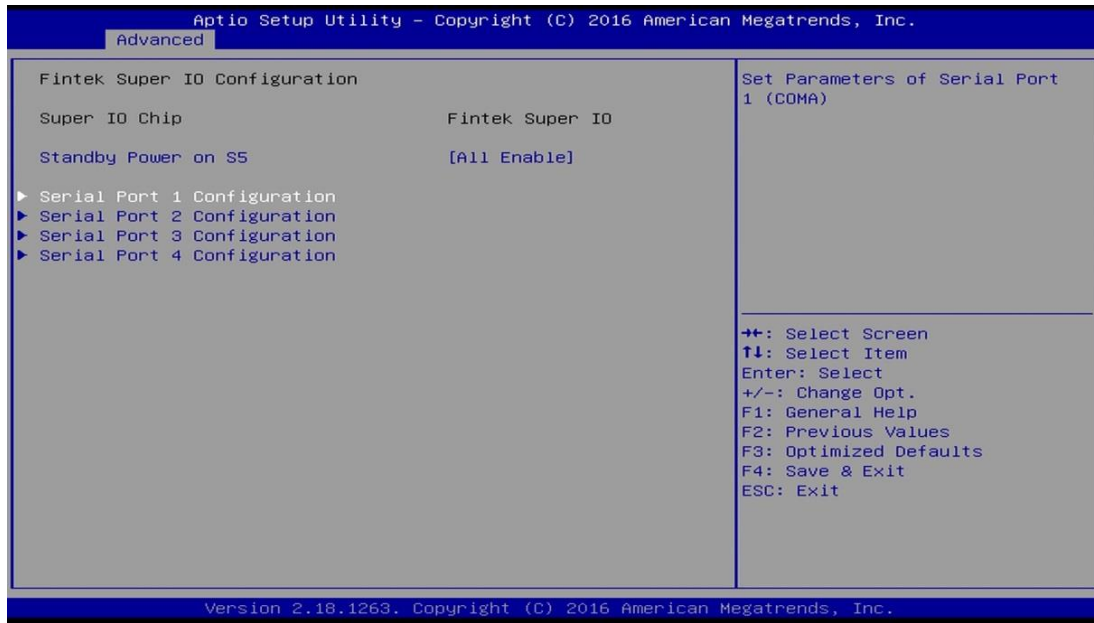 Aptio Setup Utility – Copyright (C) 2016 American Megatrends, Inc.
Advanced
Fintek Super IO Configuration
Super IO Chip Fintek Super IO
Standby Power on S5 [All Enable]
▶ Serial Port 1 Configuration
▶ Serial Port 2 Configuration
▶ Serial Port 3 Configuration
▶ Serial Port 4 Configuration
Set Parameters of Serial Port
1 (COMA)
→←: Select Screen
↑↓: Select Item
Enter: Select
+/-: Change Opt.
F1: General Help
F2: Previous Values
F3: Optimized Defaults
F4: Save & Exit
ESC: Exit
Version 2.18.1263. Copyright (C) 2016 American Megatrends, Inc.